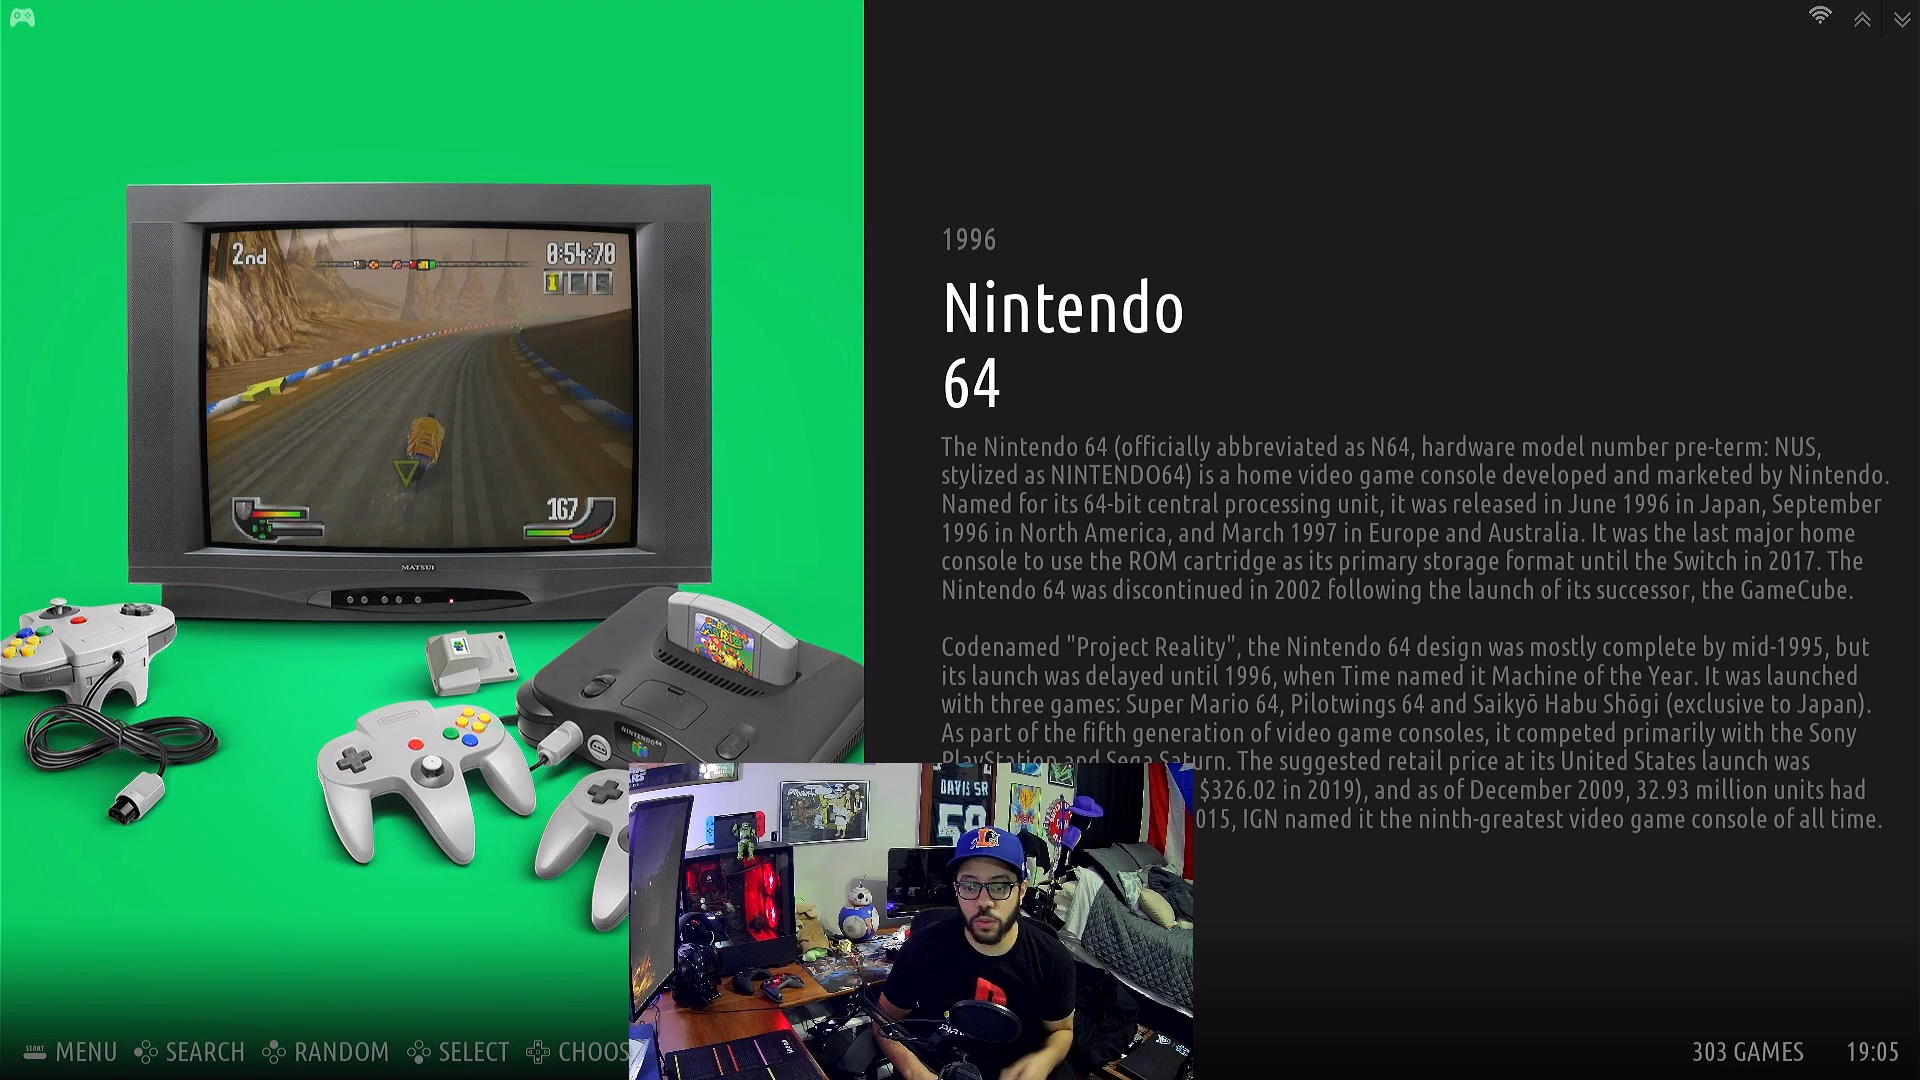 1996
Nintendo
64
The Nintendo 64 (officially abbreviated as N64, hardware model number pre-term: NUS,
stylized as NINTENDO64) is a home video game console developed and marketed by Nintendo.
Named for its 64-bit central processing unit, it was released in June 1996 in Japan, September
1996 in North America, and March 1997 in Europe and Australia. It was the last major home
console to use the ROM cartridge as its primary storage format until the Switch in 2017. The
Nintendo 64 was discontinued in 2002 following the launch of its successor, the GameCube.
Codenamed "Project Reality", the Nintendo 64 design was mostly complete by mid-1995, but
its launch was delayed until 1996, when Time named it Machine of the Year. It was launched
with three games: Super Mario 64, Pilotwings 64 and Saikyō Habu Shōgi (exclusive to Japan).
As part of the fifth generation of video game consoles, it competed primarily with the Sony
PlayStation and Sega Saturn. The suggested retail price at its United States launch was
$326.02 in 2019), and as of December 2009, 32.93 million units had
015, IGN named it the ninth-greatest video game console of all time.
2nd
0:54:70
1 2 3
167
MATSUI
NINTENDO64
DAVIS SR
START
MENU
SEARCH
RANDOM
SELECT
CHOOS
303 GAMES
19:05